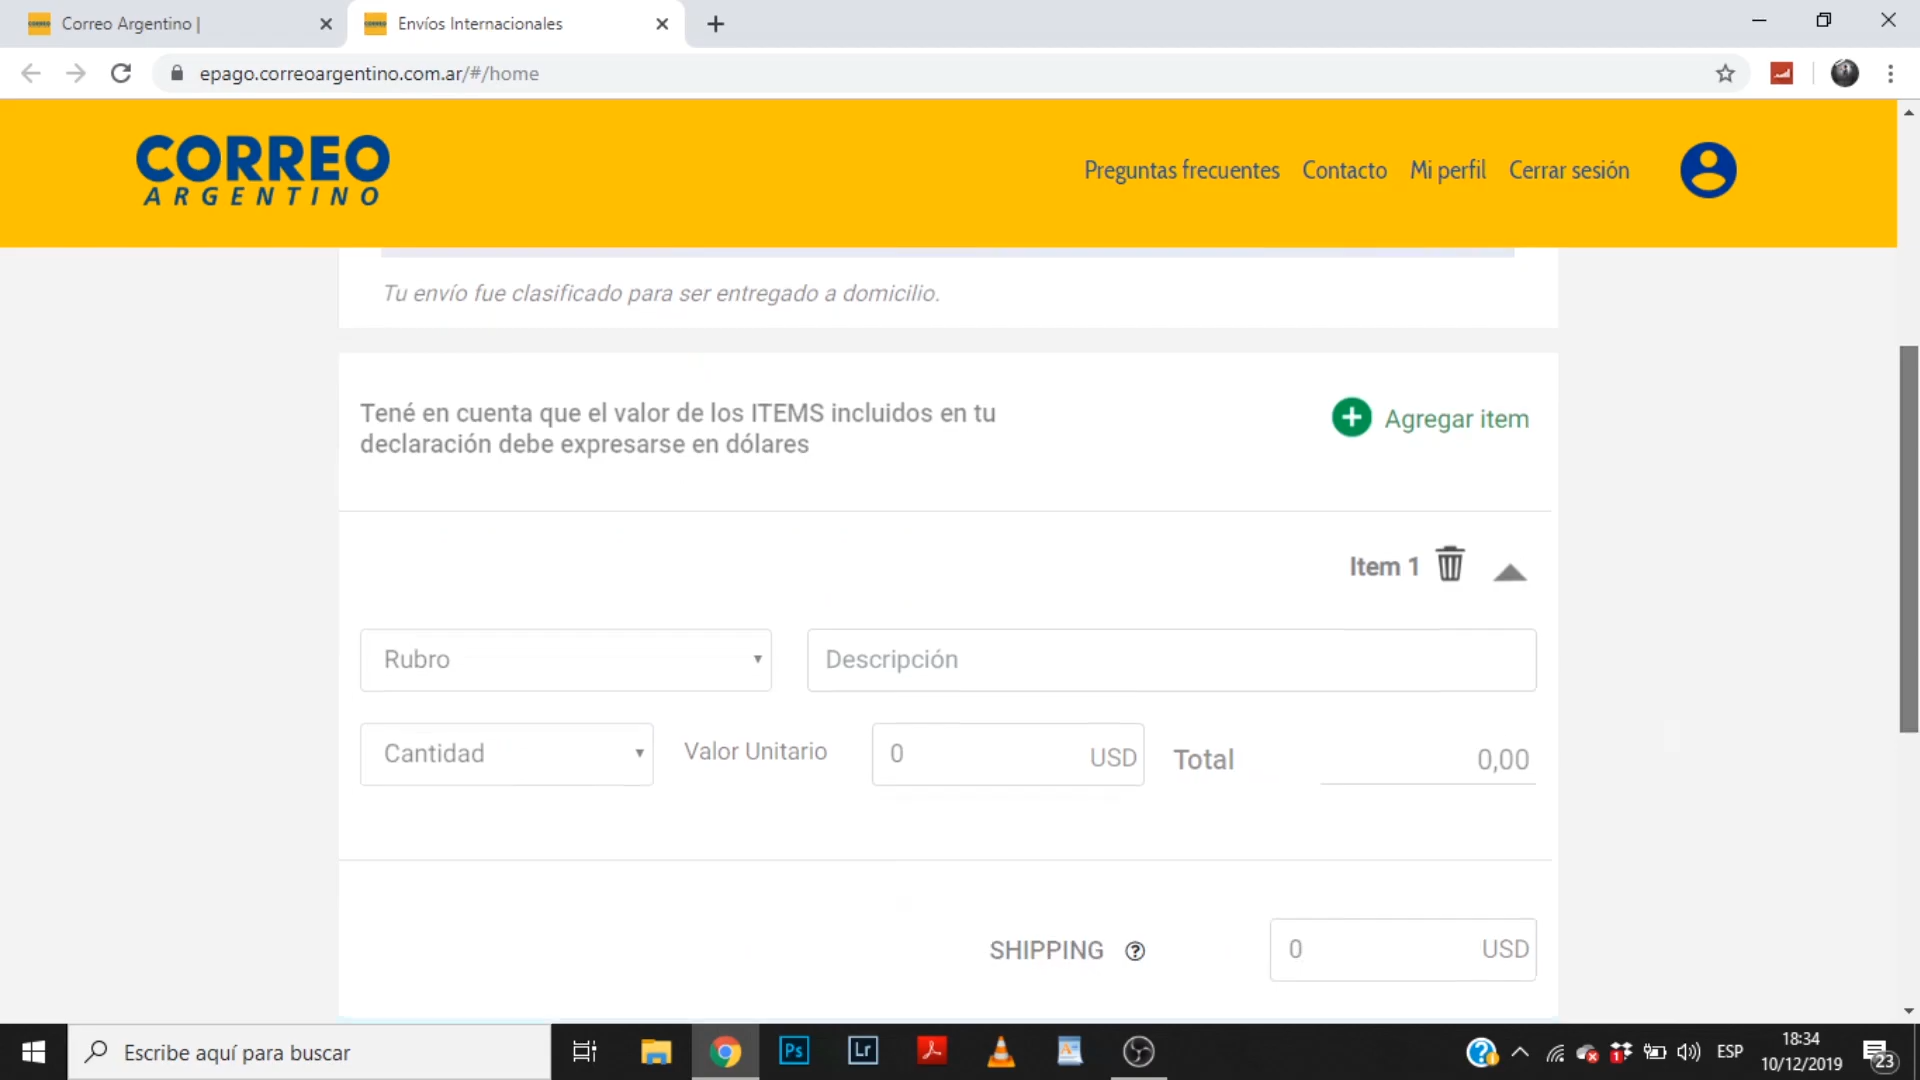 Correo Argentino |
Envíos Internacionales
epago.correoargentino.com.ar/#/home
CORREO
ARGENTINO
Preguntas frecuentes
Contacto
Mi perfil
Cerrar sesión
Tu envío fue clasificado para ser entregado a domicilio.
Tené en cuenta que el valor de los ITEMS incluidos en tu
declaración debe expresarse en dólares
Agregar item
Item 1
Rubro
Descripción
Cantidad
Valor Unitario
0 USD
Total
0,00
SHIPPING ?
0 USD
Escribe aquí para buscar
Ps
Lr
ESP
18:34
10/12/2019
23